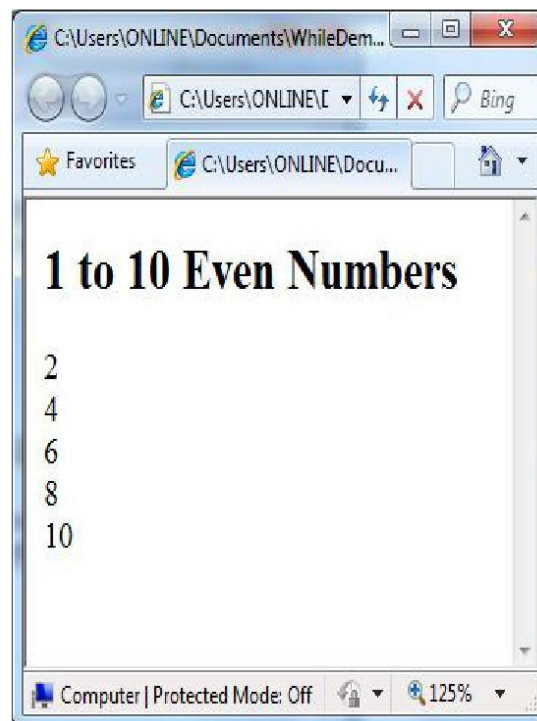 C:\Users\ONLINE\Documents\WhileDem...
C:\Users\ONLINE\D
Bing
Favorites
C:\Users\ONLINE\Docu...
1 to 10 Even Numbers
2
4
6
8
10
Computer | Protected Mode: Off
125%